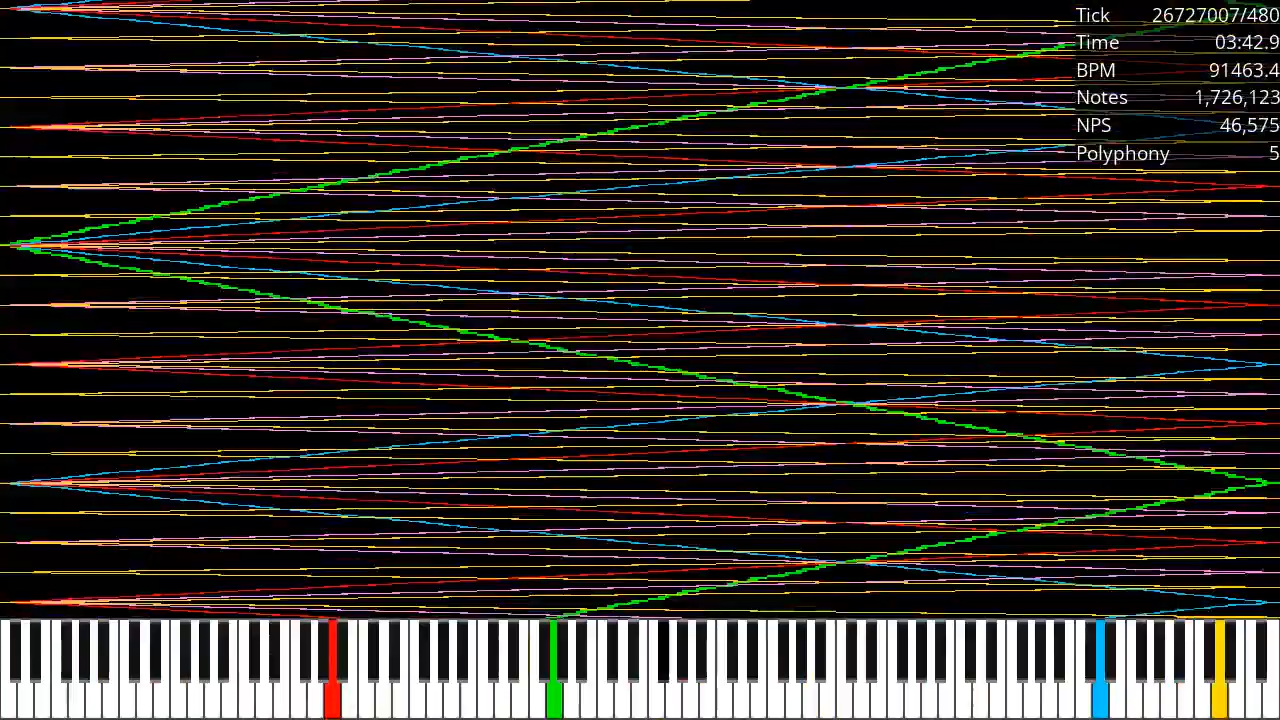 Tick 26727007/480
Time 03:42.9
BPM 91463.4
Notes 1,726,123
NPS 46,575
Polyphony 5